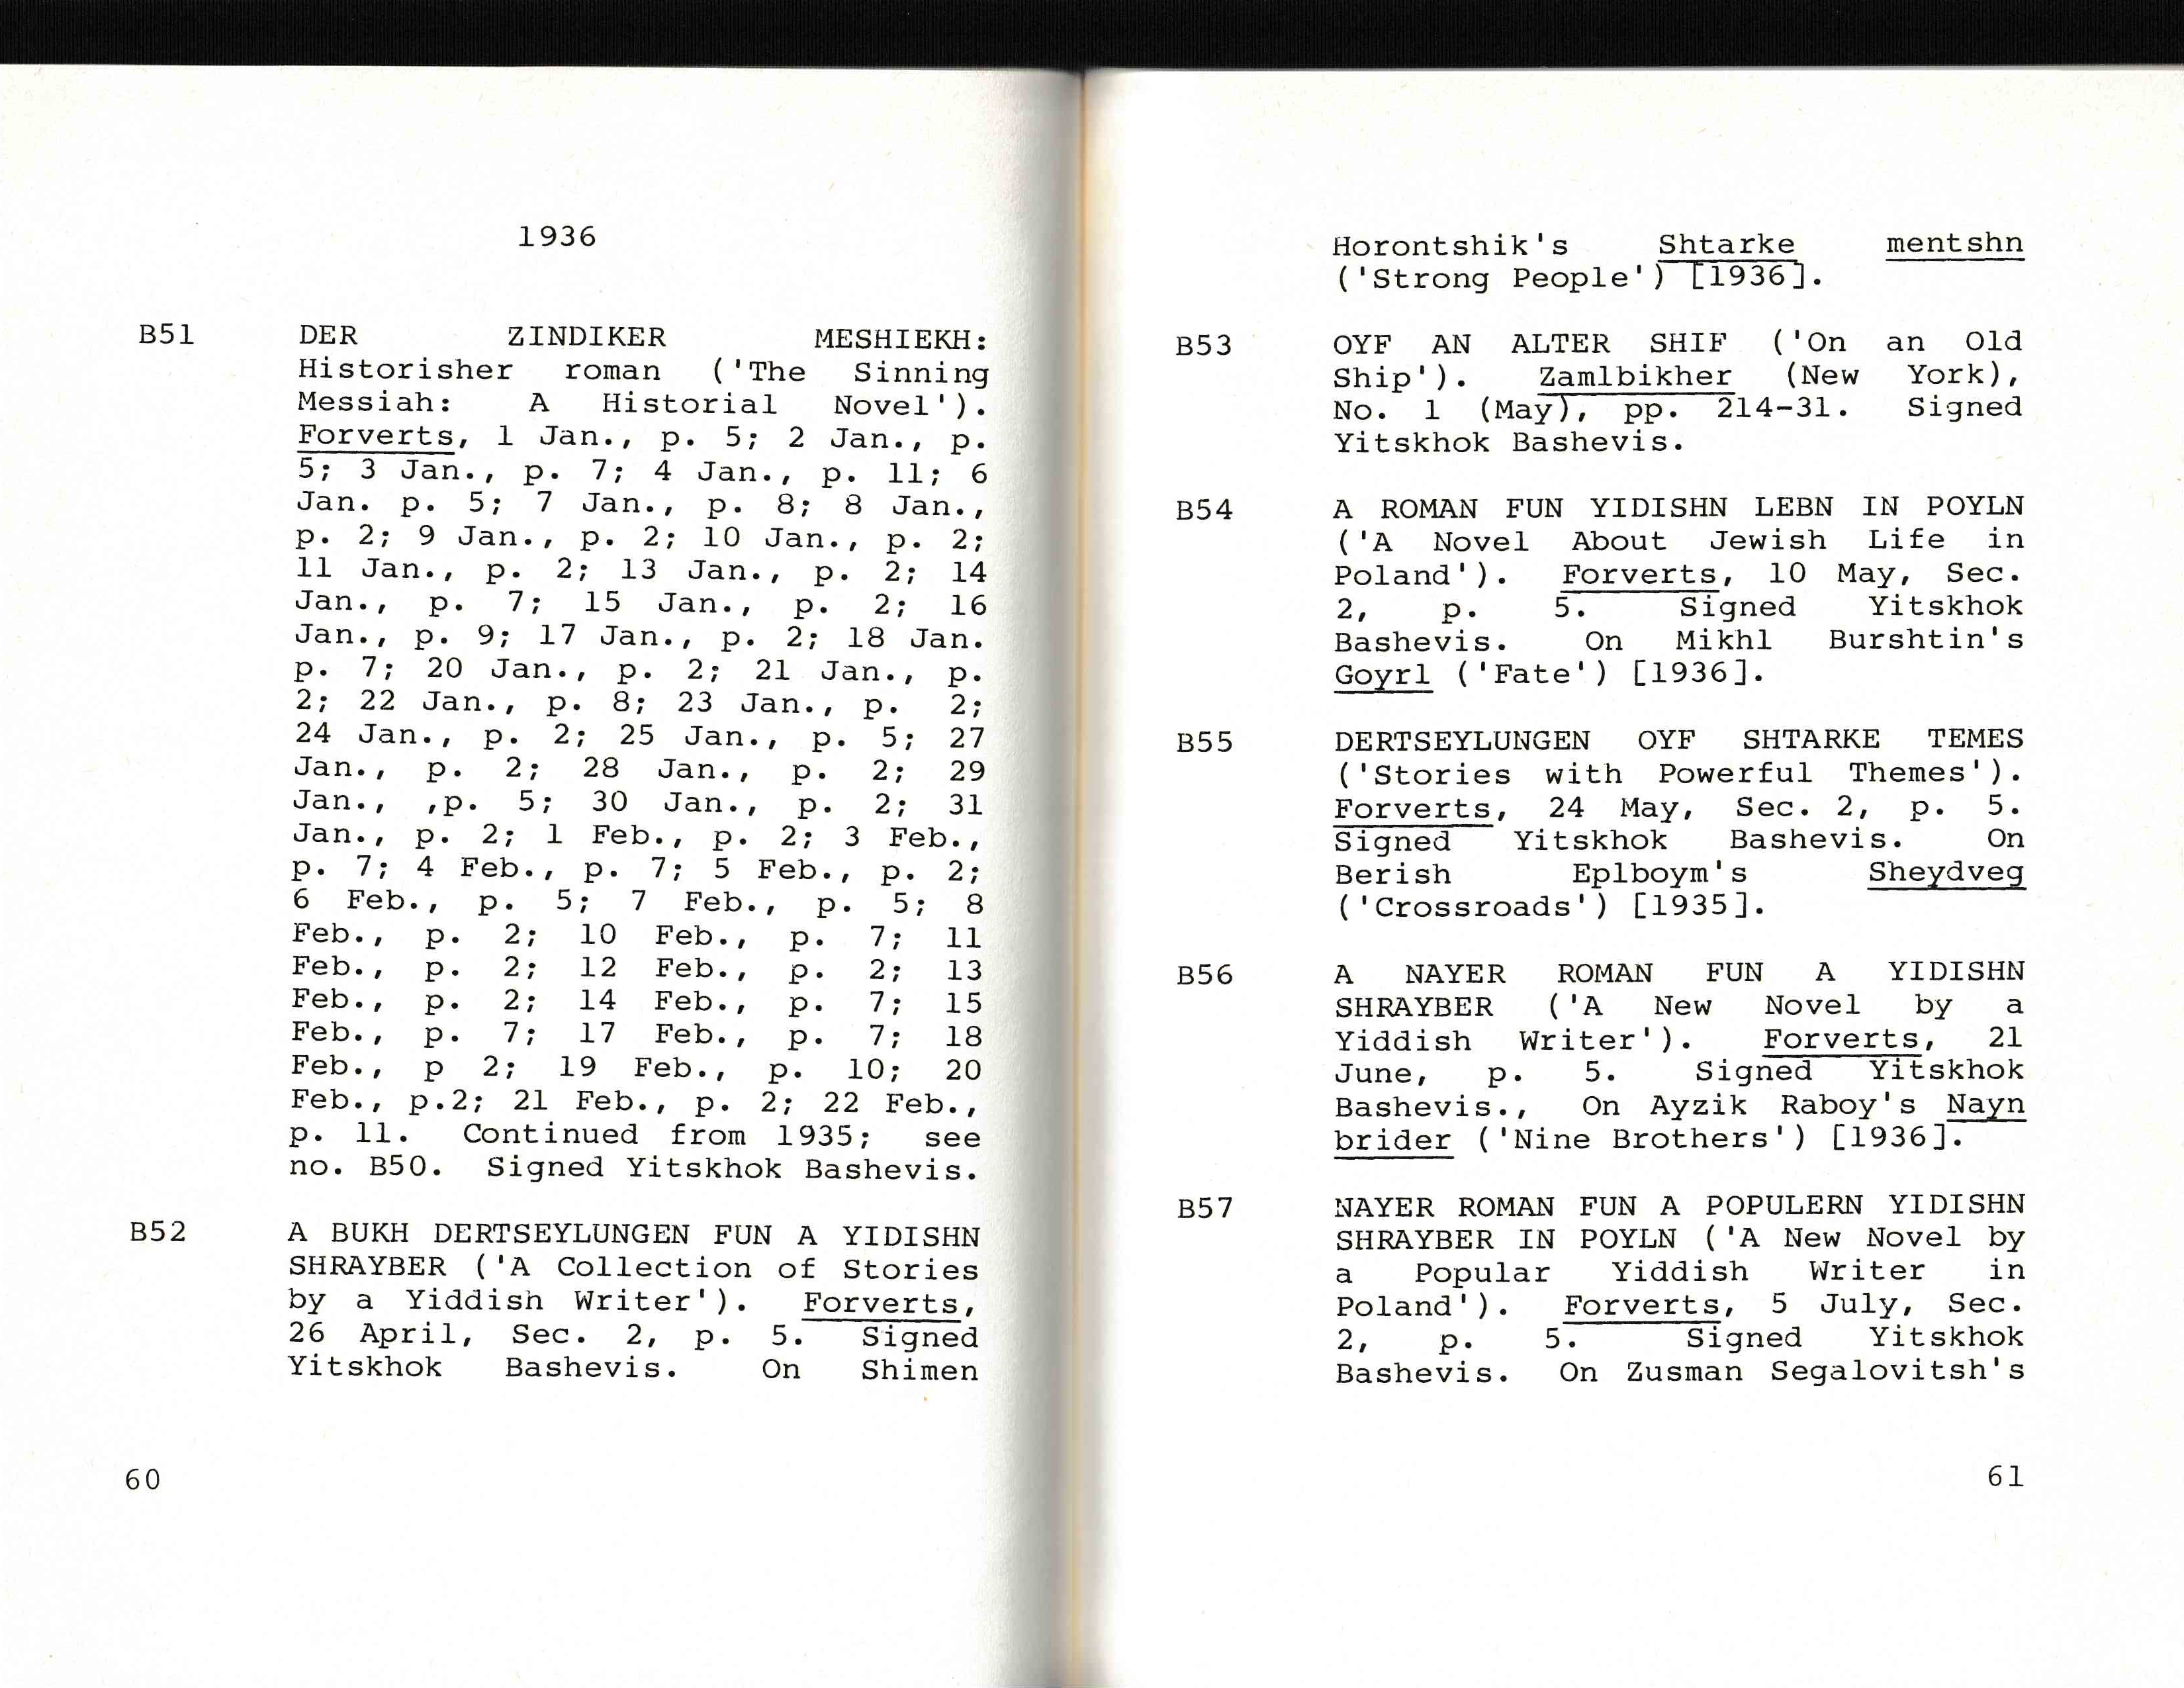 1936
B51 DER ZINDIKER MESHIEKH:
Historisher roman ('The Sinning
Messiah: A Historial Novel').
Forverts, 1 Jan., p. 5; 2 Jan., p.
5; 3 Jan., p. 7; 4 Jan., p. 11; 6
Jan. p. 5; 7 Jan., p. 8; 8 Jan.,
p. 2; 9 Jan., p. 2; 10 Jan., p. 2;
11 Jan., p. 2; 13 Jan., p. 2; 14
Jan., p. 7; 15 Jan., p. 2; 16
Jan., p. 9; 17 Jan., p. 2; 18 Jan.
p. 7; 20 Jan., p. 2; 21 Jan., p.
2; 22 Jan., p. 8; 23 Jan., p. 2;
24 Jan., p. 2; 25 Jan., p. 5; 27
Jan., p. 2; 28 Jan., p. 2; 29
Jan., ,p. 5; 30 Jan., p. 2; 31
Jan., p. 2; 1 Feb., p. 2; 3 Feb.,
p. 7; 4 Feb., p. 7; 5 Feb., p. 2;
6 Feb., p. 5; 7 Feb., p. 5; 8
Feb., p. 2; 10 Feb., p. 7; 11
Feb., p. 2; 12 Feb., p. 2; 13
Feb., p. 2; 14 Feb., p. 7; 15
Feb., p. 7; 17 Feb., p. 7; 18
Feb., p 2; 19 Feb., p. 10; 20
Feb., p.2; 21 Feb., p. 2; 22 Feb.,
p. 11. Continued from 1935; see
no. B50. Signed Yitskhok Bashevis.
B52 A BUKH DERTSEYLUNGEN FUN A YIDISHN
SHRAYBER ('A Collection of Stories
by a Yiddish Writer'). Forverts,
26 April, Sec. 2, p. 5. Signed
Yitskhok Bashevis. On Shimen
60
Horontshik's Shtarke mentshn
('Strong People') [1936].
B53 OYF AN ALTER SHIF ('On an Old
Ship'). Zamlbikher (New York),
No. 1 (May), pp. 214-31. Signed
Yitskhok Bashevis.
B54 A ROMAN FUN YIDISHN LEBN IN POYLN
('A Novel About Jewish Life in
Poland'). Forverts, 10 May, Sec.
2, p. 5. Signed Yitskhok
Bashevis. On Mikhl Burshtin's
Goyrl ('Fate') [1936].
B55 DERTSEYLUNGEN OYF SHTARKE TEMES
('Stories with Powerful Themes').
Forverts, 24 May, Sec. 2, p. 5.
Signed Yitskhok Bashevis. On
Berish Eplboym's Sheydveg
('Crossroads') [1935].
B56 A NAYER ROMAN FUN A YIDISHN
SHRAYBER ('A New Novel by a
Yiddish Writer'). Forverts, 21
June, p. 5. Signed Yitskhok
Bashevis., On Ayzik Raboy's Nayn
brider ('Nine Brothers') [1936].
B57 NAYER ROMAN FUN A POPULERN YIDISHN
SHRAYBER IN POYLN ('A New Novel by
a Popular Yiddish Writer in
Poland'). Forverts, 5 July, Sec.
2, p. 5. Signed Yitskhok
Bashevis. On Zusman Segalovitsh's
61